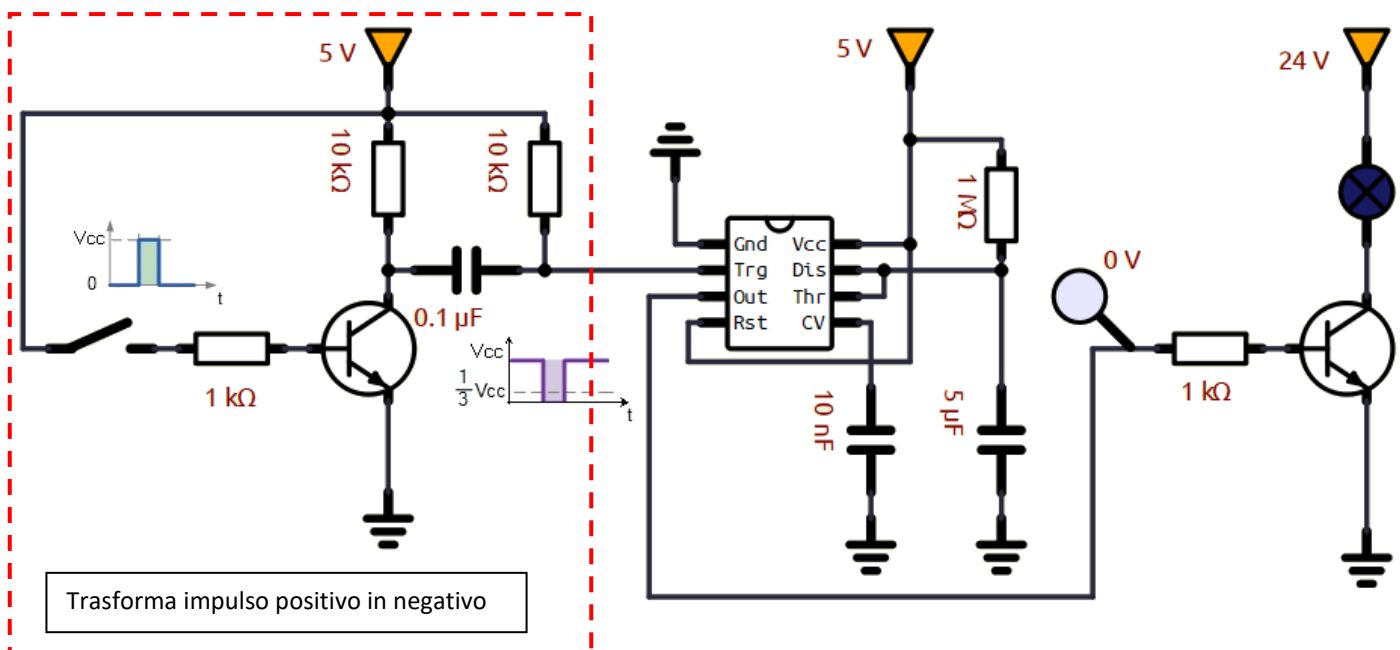 5 V
5 V
24 V
10 kΩ
10 kΩ
1 MΩ
Vcc
0
t
0.1 µF
1 kΩ
Vcc
1/3 Vcc
t
Gnd Vcc
Trg Dis
Out Thr
Rst CV
0 V
1 kΩ
10 nF
5 µF
Trasforma impulso positivo in negativo